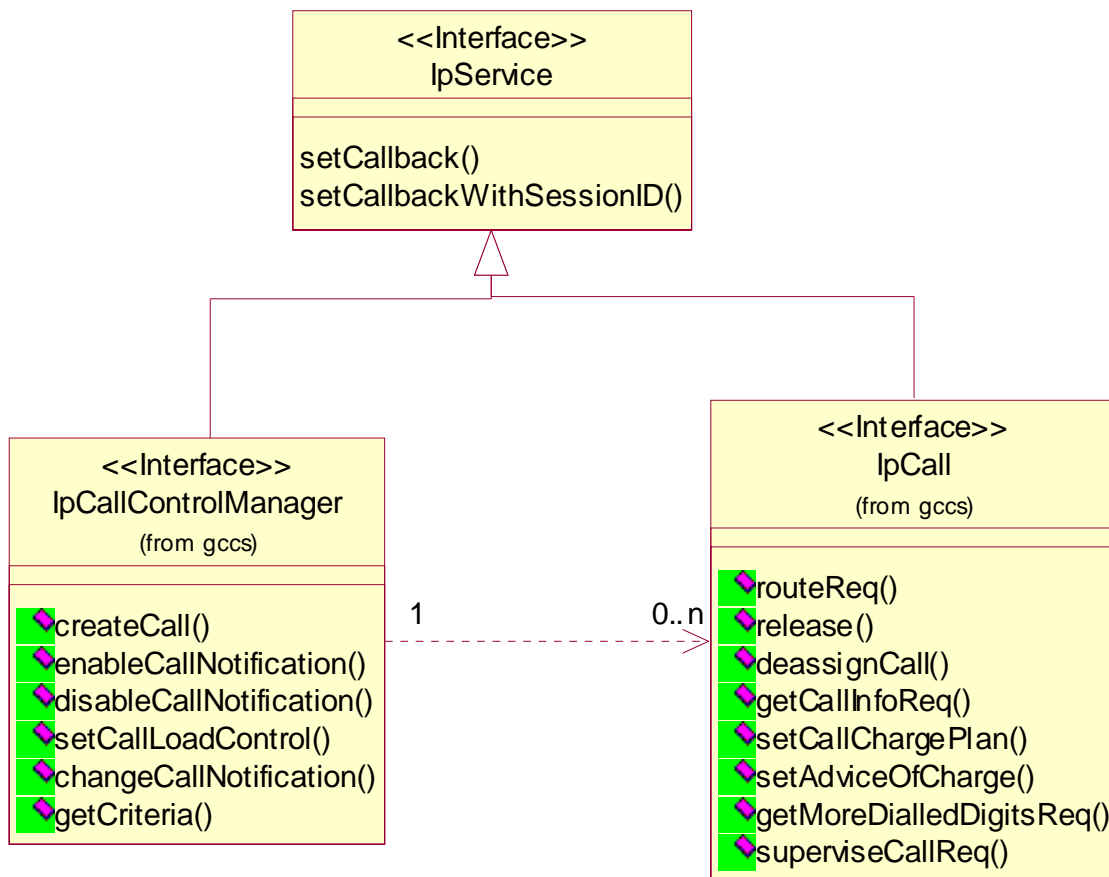 <<Interface>>
IpService
setCallback()
setCallbackWithSessionID()
<<Interface>>
IpCallControlManager
(from gccs)
createCall()
enableCallNotification()
disableCallNotification()
setCallLoadControl()
changeCallNotification()
getCriteria()
1
0..n
<<Interface>>
IpCall
(from gccs)
routeReq()
release()
deassignCall()
getCallInfoReq()
setCallChargePlan()
setAdviceOfCharge()
getMoreDialledDigitsReq()
superviseCallReq()